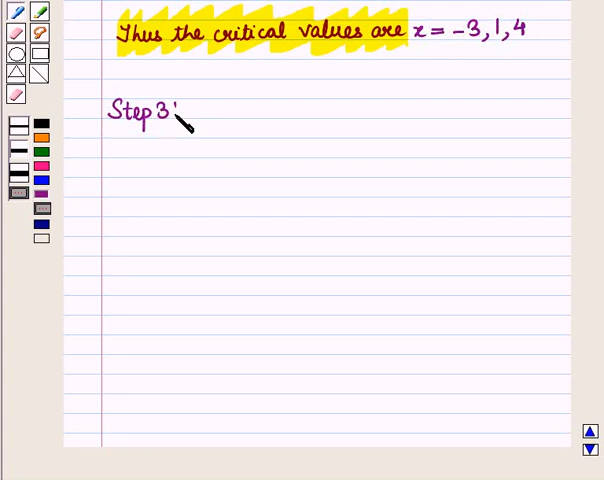 Thus the critical values are x = -3, 1, 4
Step 3: